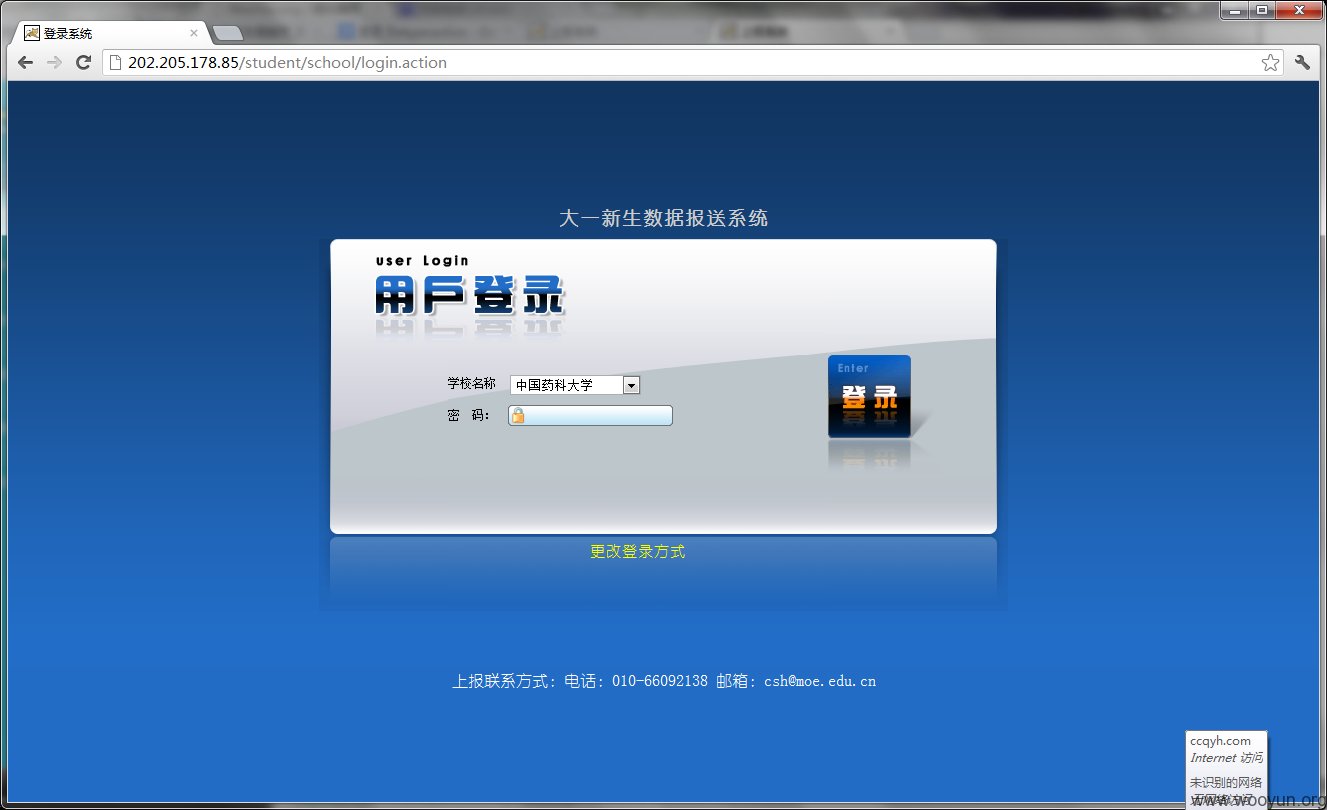 登录系统
202.205.178.85/student/school/login.action
大一新生数据报送系统
user Login
用戶登录
学校名称 中国药科大学
密 码：
Enter
登录
更改登录方式
上报联系方式：电话：010-66092138 邮箱：csh@moe.edu.cn
ccqyh.com
Internet 访问
未识别的网络
www.wooyun.org